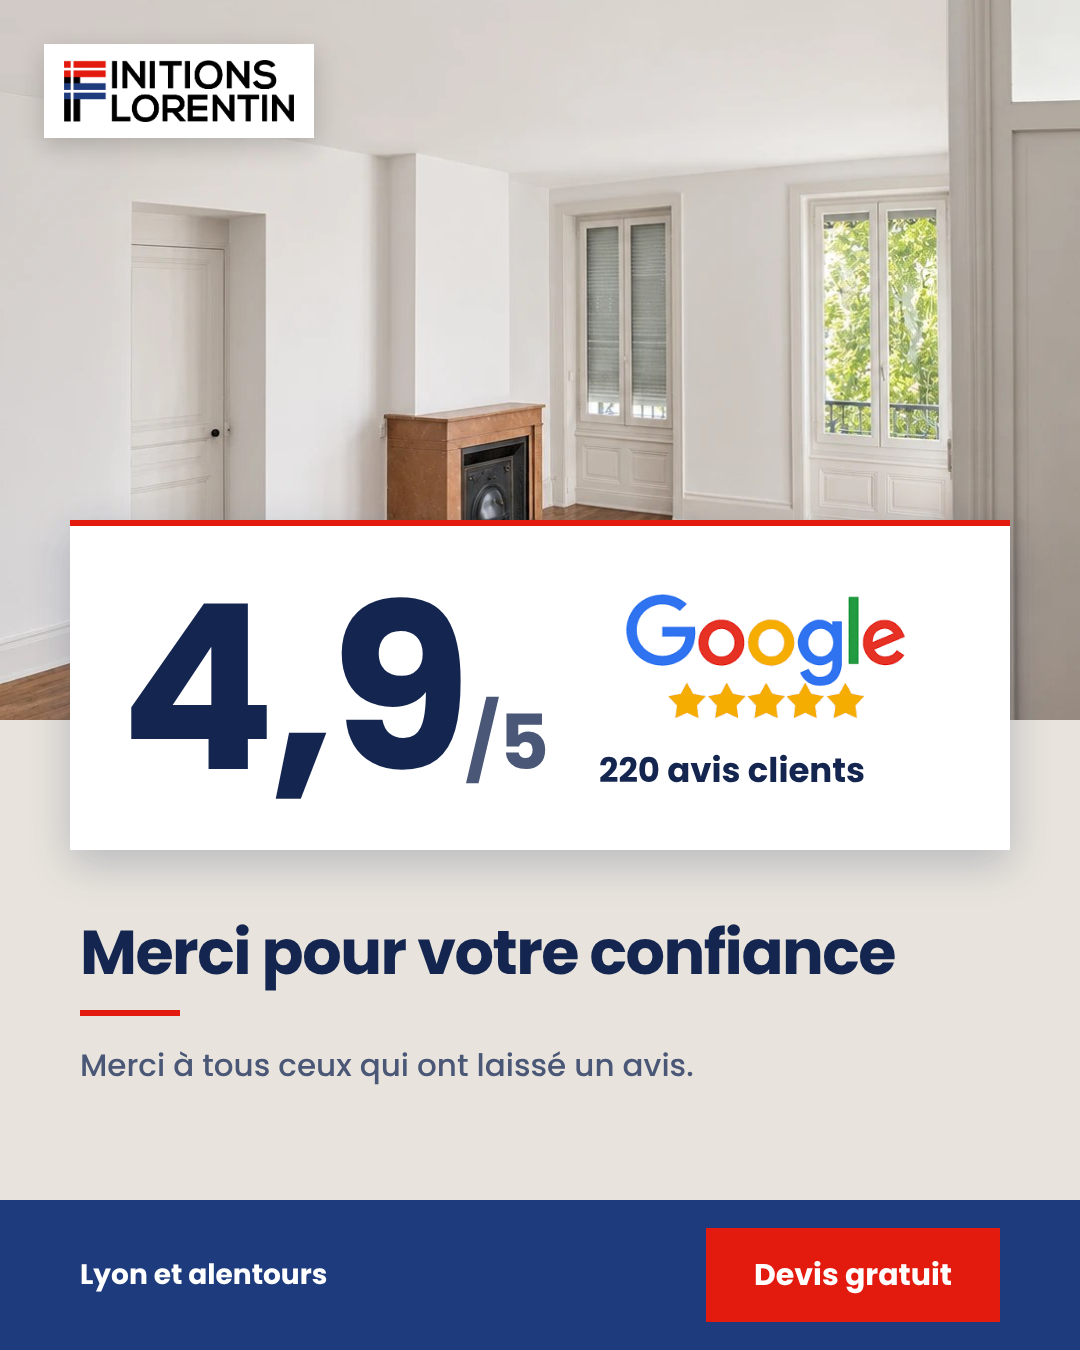 FINITIONS
FLORENTIN
4,9/5
Google
220 avis clients
Merci pour votre confiance
Merci à tous ceux qui ont laissé un avis.
Lyon et alentours
Devis gratuit